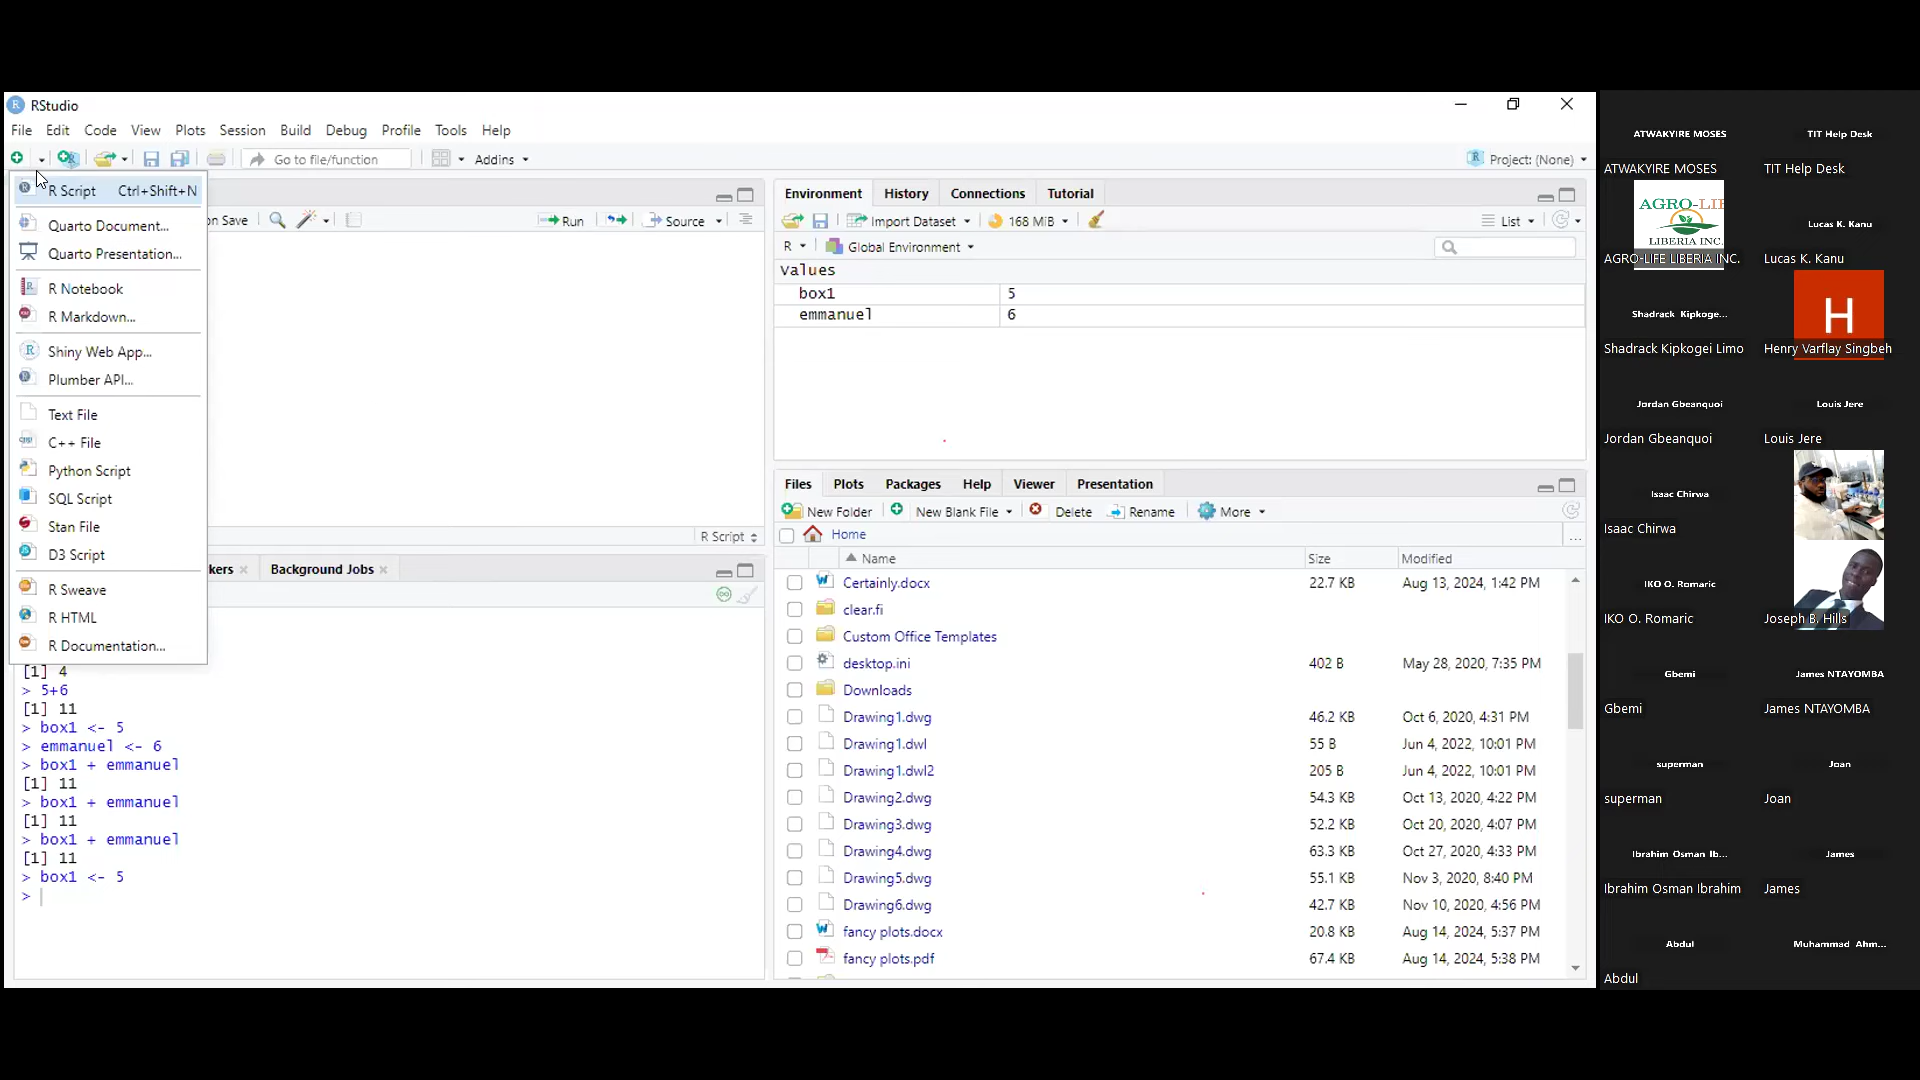 RStudio
File Edit Code View Plots Session Build Debug Profile Tools Help
Go to file/function Addins Project: (None)
R Script Ctrl+Shift+N
Quarto Document...
Quarto Presentation...
R Notebook
R Markdown...
Shiny Web App...
Plumber API...
Text File
C++ File
Python Script
SQL Script
Stan File
D3 Script
R Sweave
R HTML
R Documentation...
on Save Run Source
R Script
kers Background Jobs
[1] 4
> 5+6
[1] 11
> box1 <- 5
> emmanuel <- 6
> box1 + emmanuel
[1] 11
> box1 + emmanuel
[1] 11
> box1 + emmanuel
[1] 11
> box1 <- 5
>
Environment History Connections Tutorial
Import Dataset 168 MiB List
R Global Environment
Values
box1 5
emmanuel 6
Files Plots Packages Help Viewer Presentation
New Folder New Blank File Delete Rename More
Home ...
Name Size Modified
Certainly.docx 22.7 KB Aug 13, 2024, 1:42 PM
clear.fi
Custom Office Templates
desktop.ini 402 B May 28, 2020, 7:35 PM
Downloads
Drawing1.dwg 46.2 KB Oct 6, 2020, 4:31 PM
Drawing1.dwl 55 B Jun 4, 2022, 10:01 PM
Drawing1.dwl2 205 B Jun 4, 2022, 10:01 PM
Drawing2.dwg 54.3 KB Oct 13, 2020, 4:22 PM
Drawing3.dwg 52.2 KB Oct 20, 2020, 4:07 PM
Drawing4.dwg 63.3 KB Oct 27, 2020, 4:33 PM
Drawing5.dwg 55.1 KB Nov 3, 2020, 8:40 PM
Drawing6.dwg 42.7 KB Nov 10, 2020, 4:56 PM
fancy plots.docx 20.8 KB Aug 14, 2024, 5:37 PM
fancy plots.pdf 67.4 KB Aug 14, 2024, 5:38 PM
ATWAKYIRE MOSES TIT Help Desk
ATWAKYIRE MOSES TIT Help Desk
AGRO-LIF
LIBERIA INC.
Lucas K. Kanu
AGRO-LIFE LIBERIA INC. Lucas K. Kanu
Shadrack Kipkoge... H
Shadrack Kipkogei Limo Henry Varflay Singbeh
Jordan Gbeanquoi Louis Jere
Jordan Gbeanquoi Louis Jere
Isaac Chirwa
Isaac Chirwa
IKO O. Romaric
IKO O. Romaric Joseph B. Hills
Gbemi James NTAYOMBA
Gbemi James NTAYOMBA
superman Joan
superman Joan
Ibrahim Osman Ib... James
Ibrahim Osman Ibrahim James
Abdul Muhammad Ahm...
Abdul